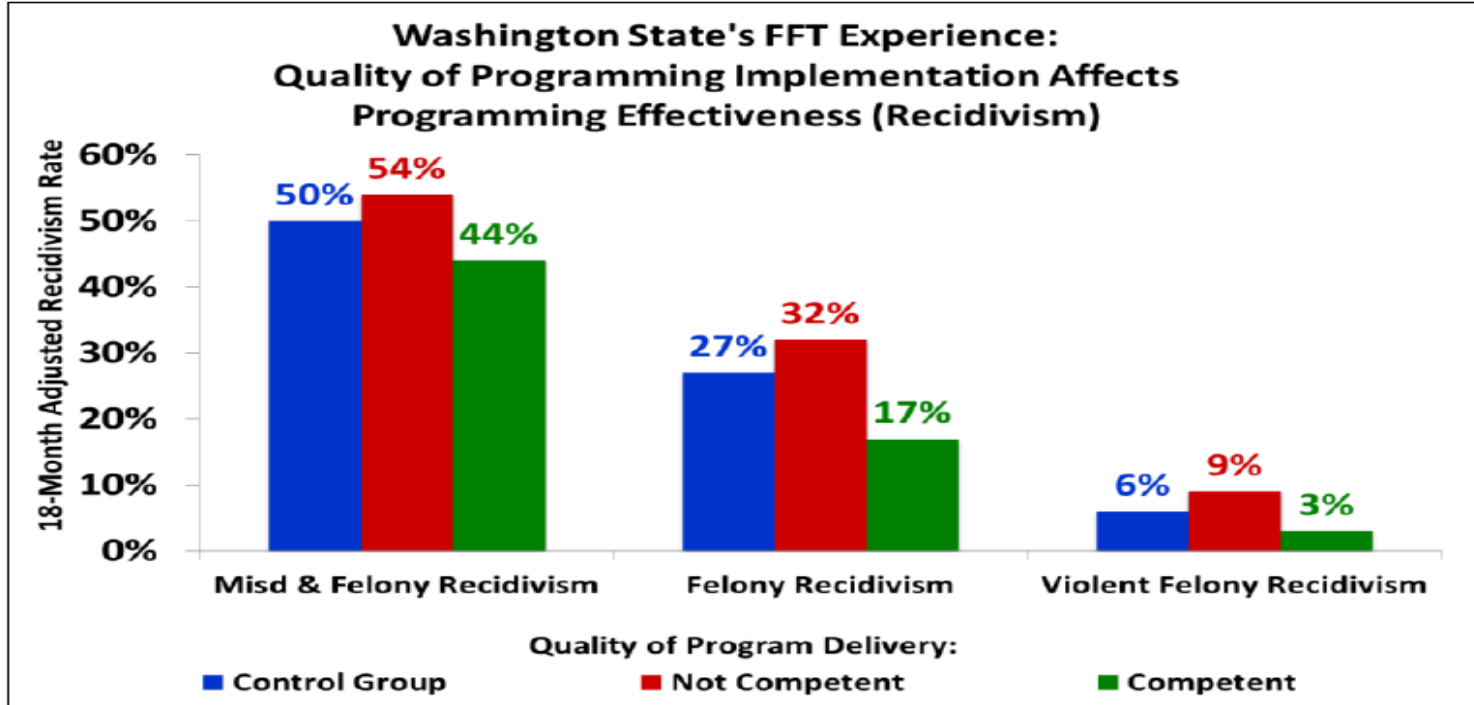 Washington State's FFT Experience:
Quality of Programming Implementation Affects
Programming Effectiveness (Recidivism)
18-Month Adjusted Recidivism Rate
60%
50%
40%
30%
20%
10%
0%
50%
54%
44%
27%
32%
17%
6%
9%
3%
Misd & Felony Recidivism
Felony Recidivism
Violent Felony Recidivism
Quality of Program Delivery:
Control Group
Not Competent
Competent